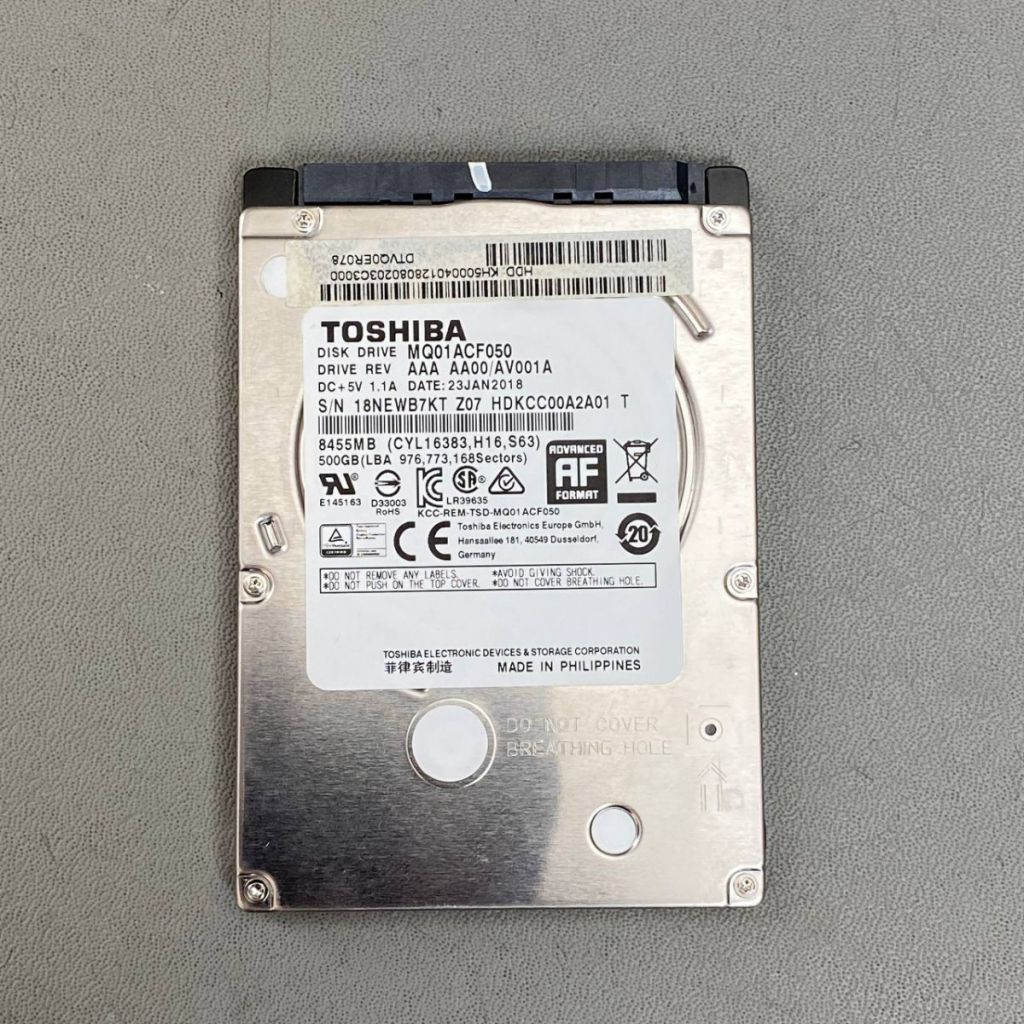 DTVQ0ER078
HDD: KH500040128080203C300D
TOSHIBA
DISK DRIVE MQ01ACF050
DRIVE REV AAA AA00/AV001A
DC+5V 1.1A DATE:23JAN2018
S/N 18NEWB7KT Z07 HDKCC00A2A01 T
8455MB (CYL16383,H16,S63)
500GB(LBA 976,773,168Sectors)
ADVANCED
AF
FORMAT
E145163
D33003
RoHS
LR39635
KCC-REM-TSD-MQ01ACF050
CE
Toshiba Electronics Europe GmbH,
Hansaallee 181, 40549 Dusseldorf,
Germany
20
*DO NOT REMOVE ANY LABELS. *AVOID GIVING SHOCK.
*DO NOT PUSH ON THE TOP COVER. *DO NOT COVER BREATHING HOLE.
TOSHIBA ELECTRONIC DEVICES & STORAGE CORPORATION
菲律宾制造 MADE IN PHILIPPINES
DO NOT COVER
BREATHING HOLE